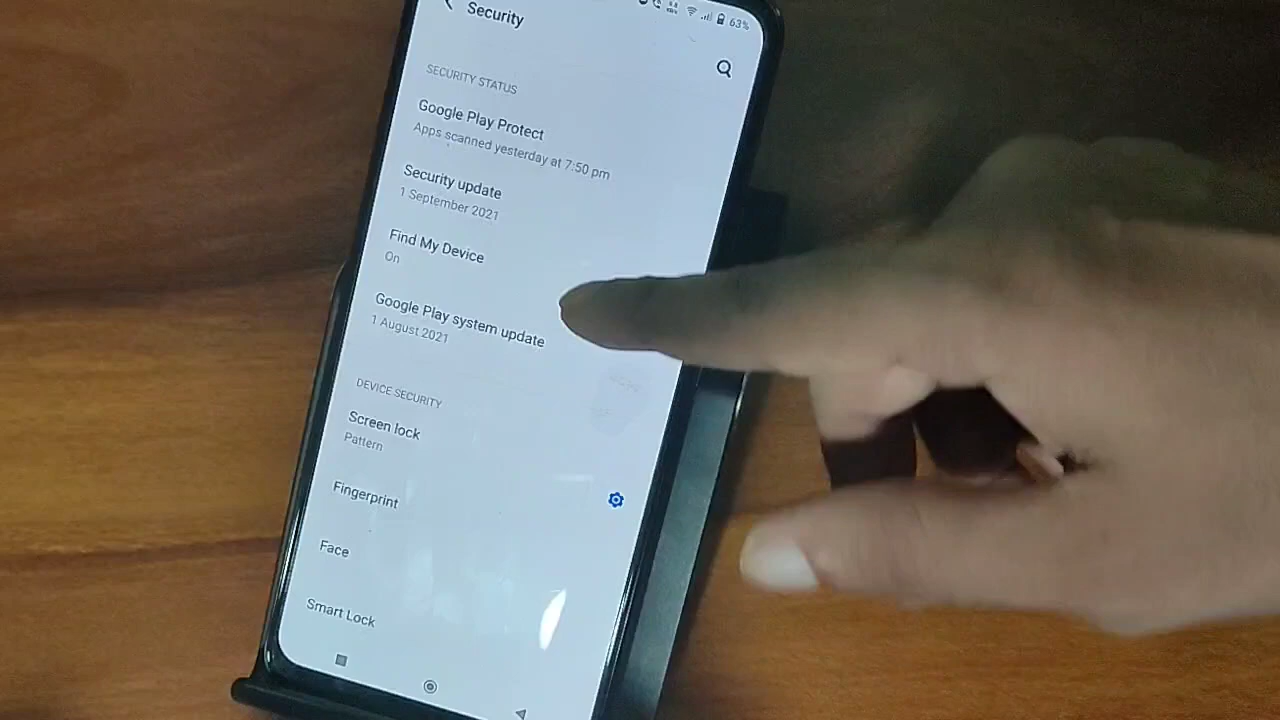 Security
63%
SECURITY STATUS
Google Play Protect
Apps scanned yesterday at 7:50 pm
Security update
1 September 2021
Find My Device
On
Google Play system update
1 August 2021
DEVICE SECURITY
Screen lock
Pattern
Fingerprint
Face
Smart Lock